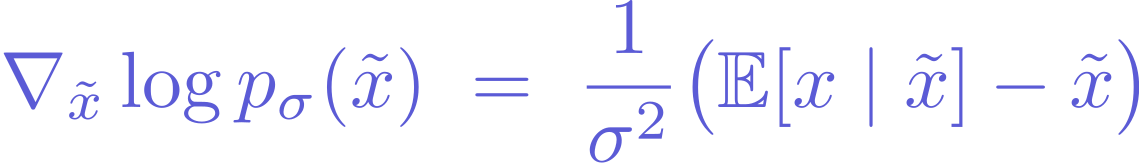 ∇_x̃ log p_σ(x̃) = 1/σ² (𝔼[x | x̃] − x̃)